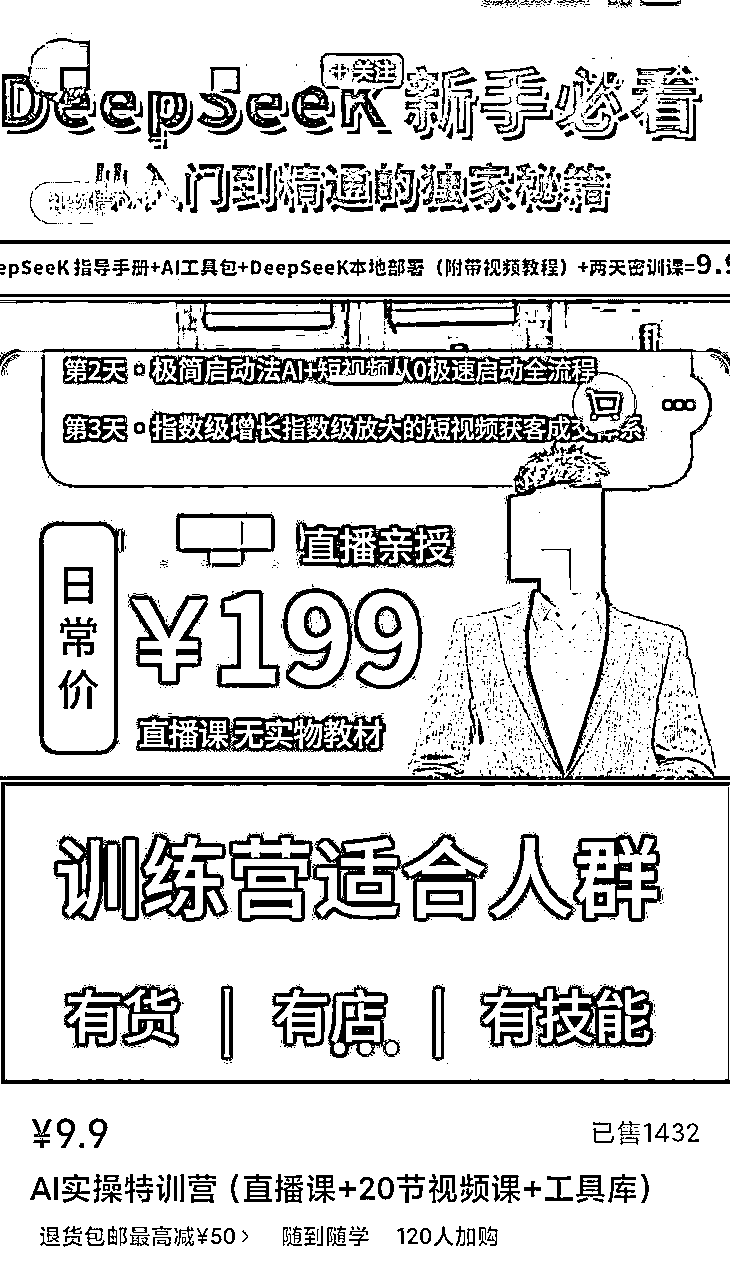 关注
DeepSeeK 新手必看
从入门到精通的独家秘籍
epSeeK指导手册+AI工具包+DeepSeeK本地部署（附带视频教程）+两天密训课=9.9
第2天：极简启动法AI+短视频从0极速启动全流程
第3天：指数级增长指数级放大的短视频获客成交体系
直播亲授
日常价
¥199
直播课无实物教材
训练营适合人群
有货｜有店｜有技能
¥9.9
已售1432
AI实操特训营（直播课+20节视频课+工具库）
退货包邮最高减¥50› 随到随学 120人加购